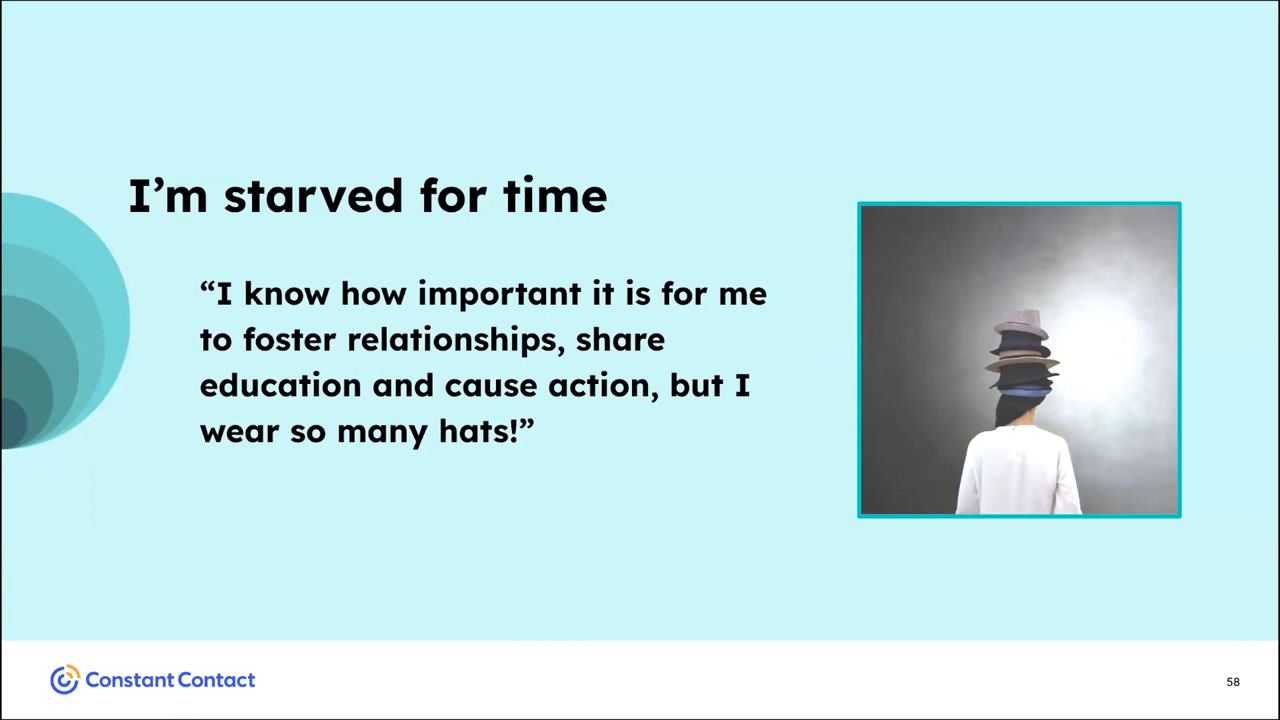 I’m starved for time
“I know how important it is for me
to foster relationships, share
education and cause action, but I
wear so many hats!”
Constant Contact
58